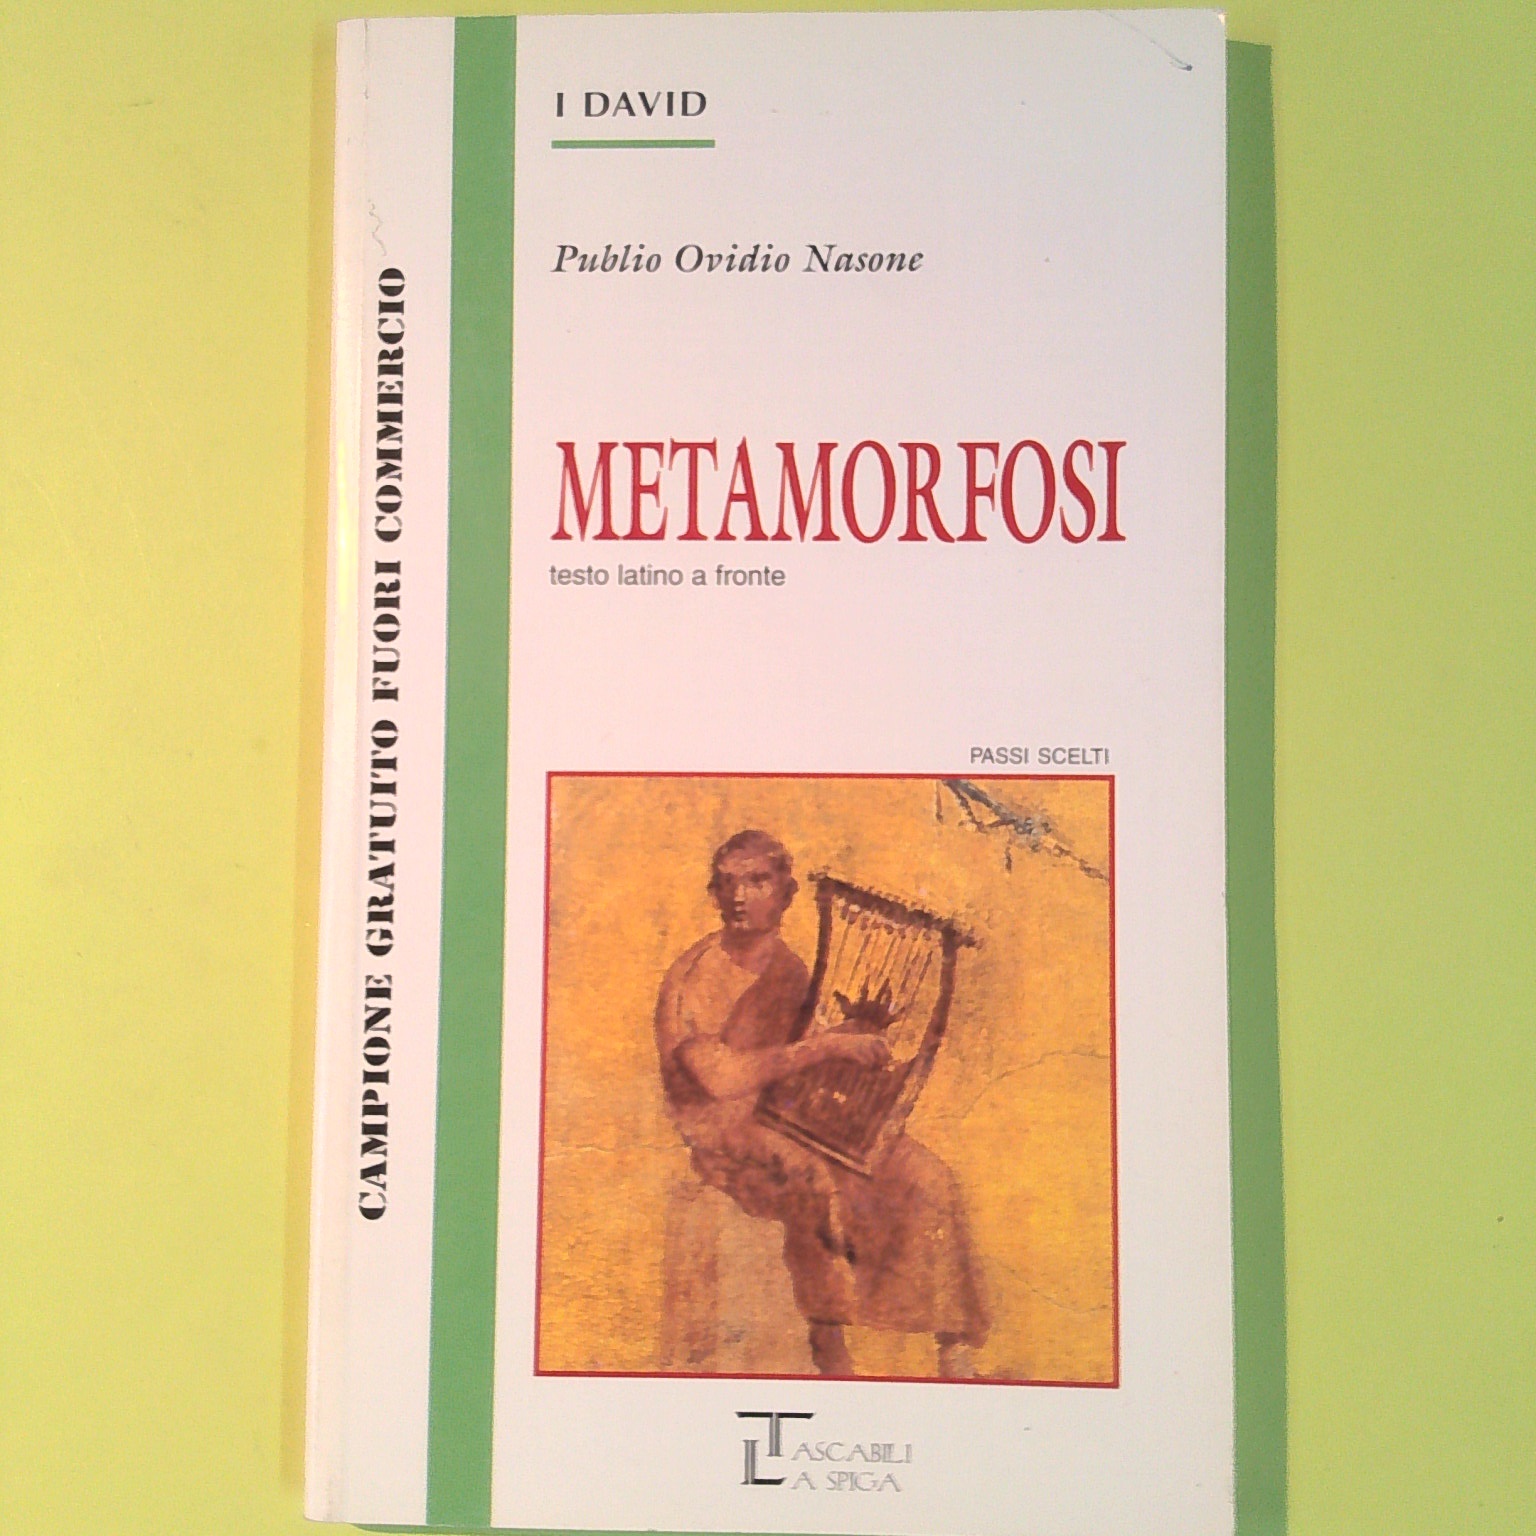 I DAVID
Publio Ovidio Nasone
METAMORFOSI
testo latino a fronte
PASSI SCELTI
TASCABILI
LA SPIGA
CAMPIONE GRATUITO FUORI COMMERCIO